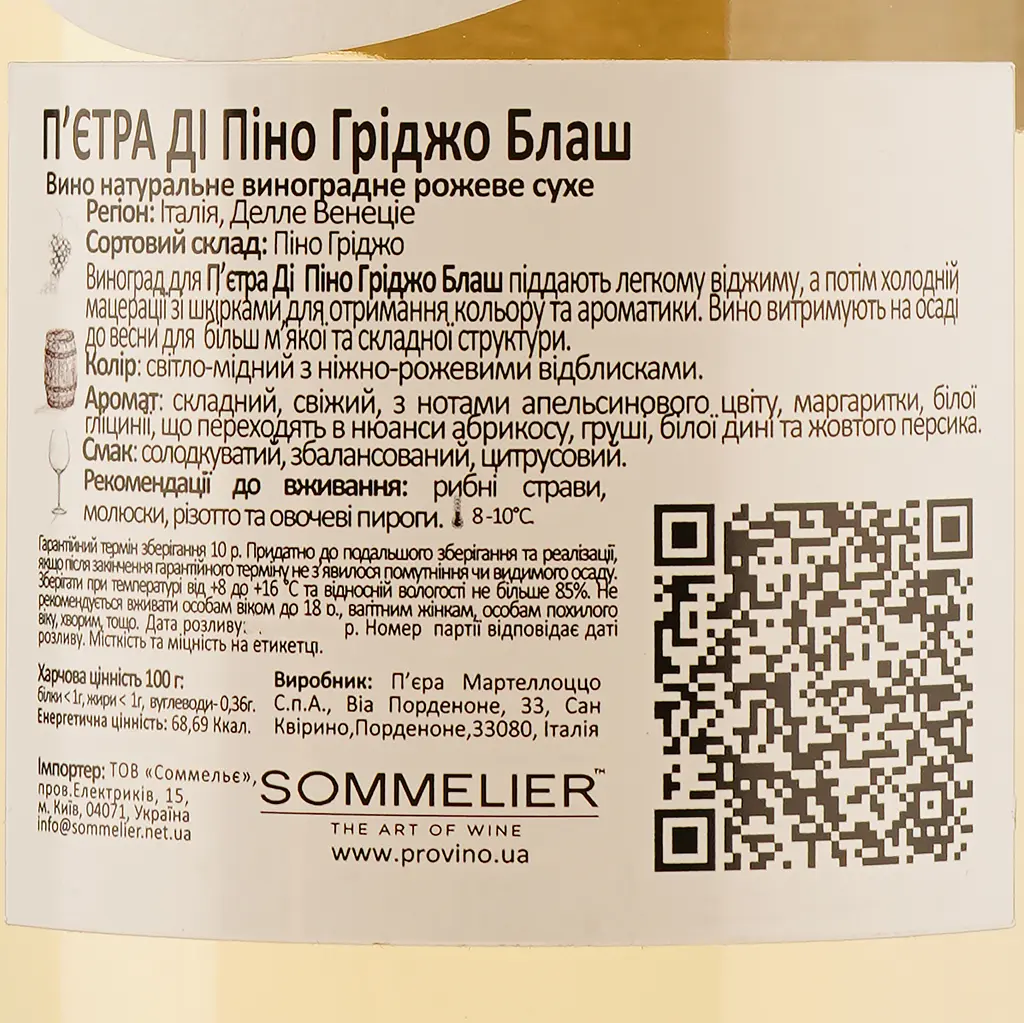 П'ЄТРА ДІ Піно Гріджо Блаш
Вино натуральне виноградне рожеве сухе
Регіон: Італія, Делле Венеціє
Сортовий склад: Піно Гріджо
Виноград для П'єтра Ді Піно Гріджо Блаш піддають легкому віджиму, а потім холодній
мацерації зі шкірками для отримання кольору та ароматики. Вино витримують на осаді
до весни для більш м'якої та складної структури.
Колір: світло-мідний з ніжно-рожевими відблисками.
Аромат: складний, свіжий, з нотами апельсинового цвіту, маргаритки, білої
гліцинії, що переходять в нюанси абрикосу, груші, білої дині та жовтого персика.
Смак: солодкуватий, збалансований, цитрусовий.
Рекомендації до вживання: рибні страви,
молюски, різотто та овочеві пироги. 8 -10°C.
Гарантійний термін зберігання 10 р. Придатно до подальшого зберігання та реалізації,
якщо після закінчення гарантійного терміну не з явилося помутніння чи видимого осаду.
Зберігати при температурі від +8 до +16 °C та відносній вологості не більше 85%. Не
рекомендується вживати особам віком до 18 р., вагітним жінкам, особам похилого
віку, хворим, тощо. Дата розливу: . р. Номер партії відповідає даті
розливу. Місткість та міцність на етикетці.
Харчова цінність 100 г:
білки < 1г, жири < 1г, вуглеводи- 0,36г.
Енергетична цінність: 68,69 Ккал.
Виробник: П'єра Мартеллоццо
С.п.А., Віа Порденоне, 33, Сан
Квіріно,Порденоне,33080, Італія
Імпортер: ТОВ «Соммельє»,
пров.Електриків, 15,
м. Київ, 04071, Україна
info@sommelier.net.ua
SOMMELIER™
THE ART OF WINE
www.provino.ua